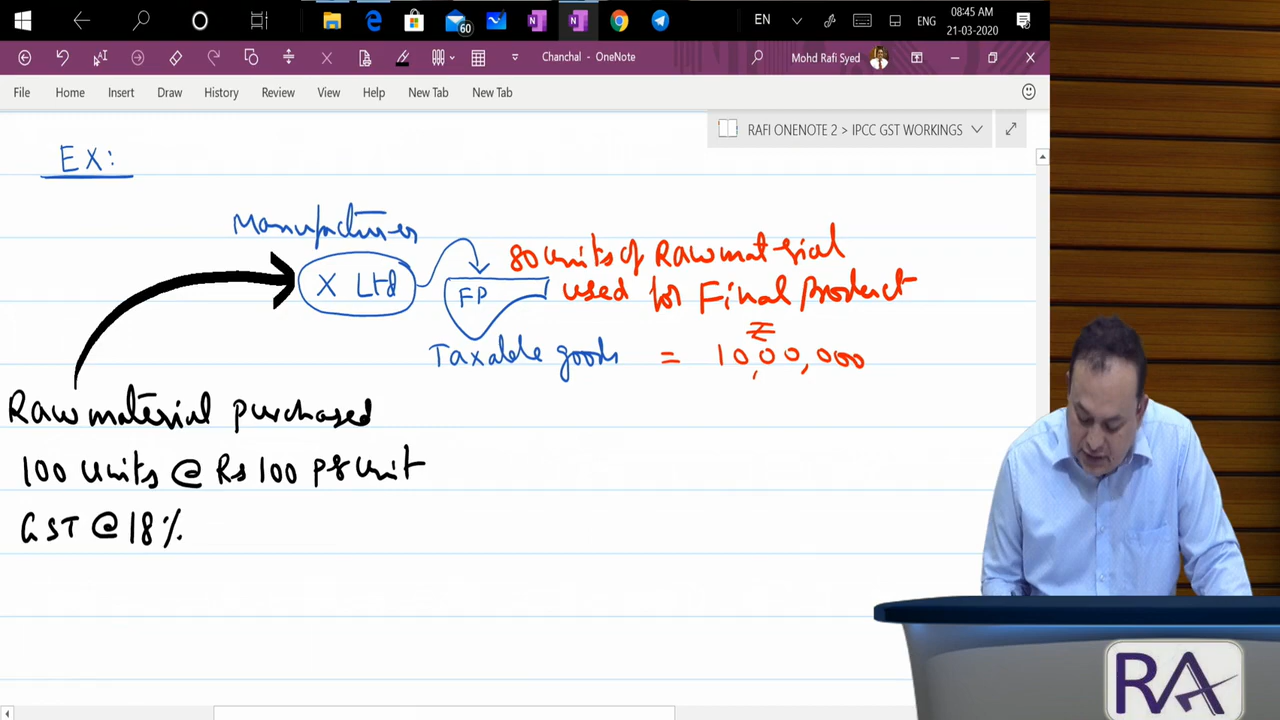 08:45 AM
EN
ENG
21-03-2020
60
Chanchal - OneNote
Mohd Rafi Syed
File Home Insert Draw History Review View Help New Tab New Tab
RAFI ONENOTE 2 > IPCC GST WORKINGS
EX:
Manufacturer
X Ltd
FP
80 units of Raw material
used for Final Product
Taxable goods = 10,00,000
Raw material purchased
100 units @ Rs 100 per unit
GST @ 18%
RA